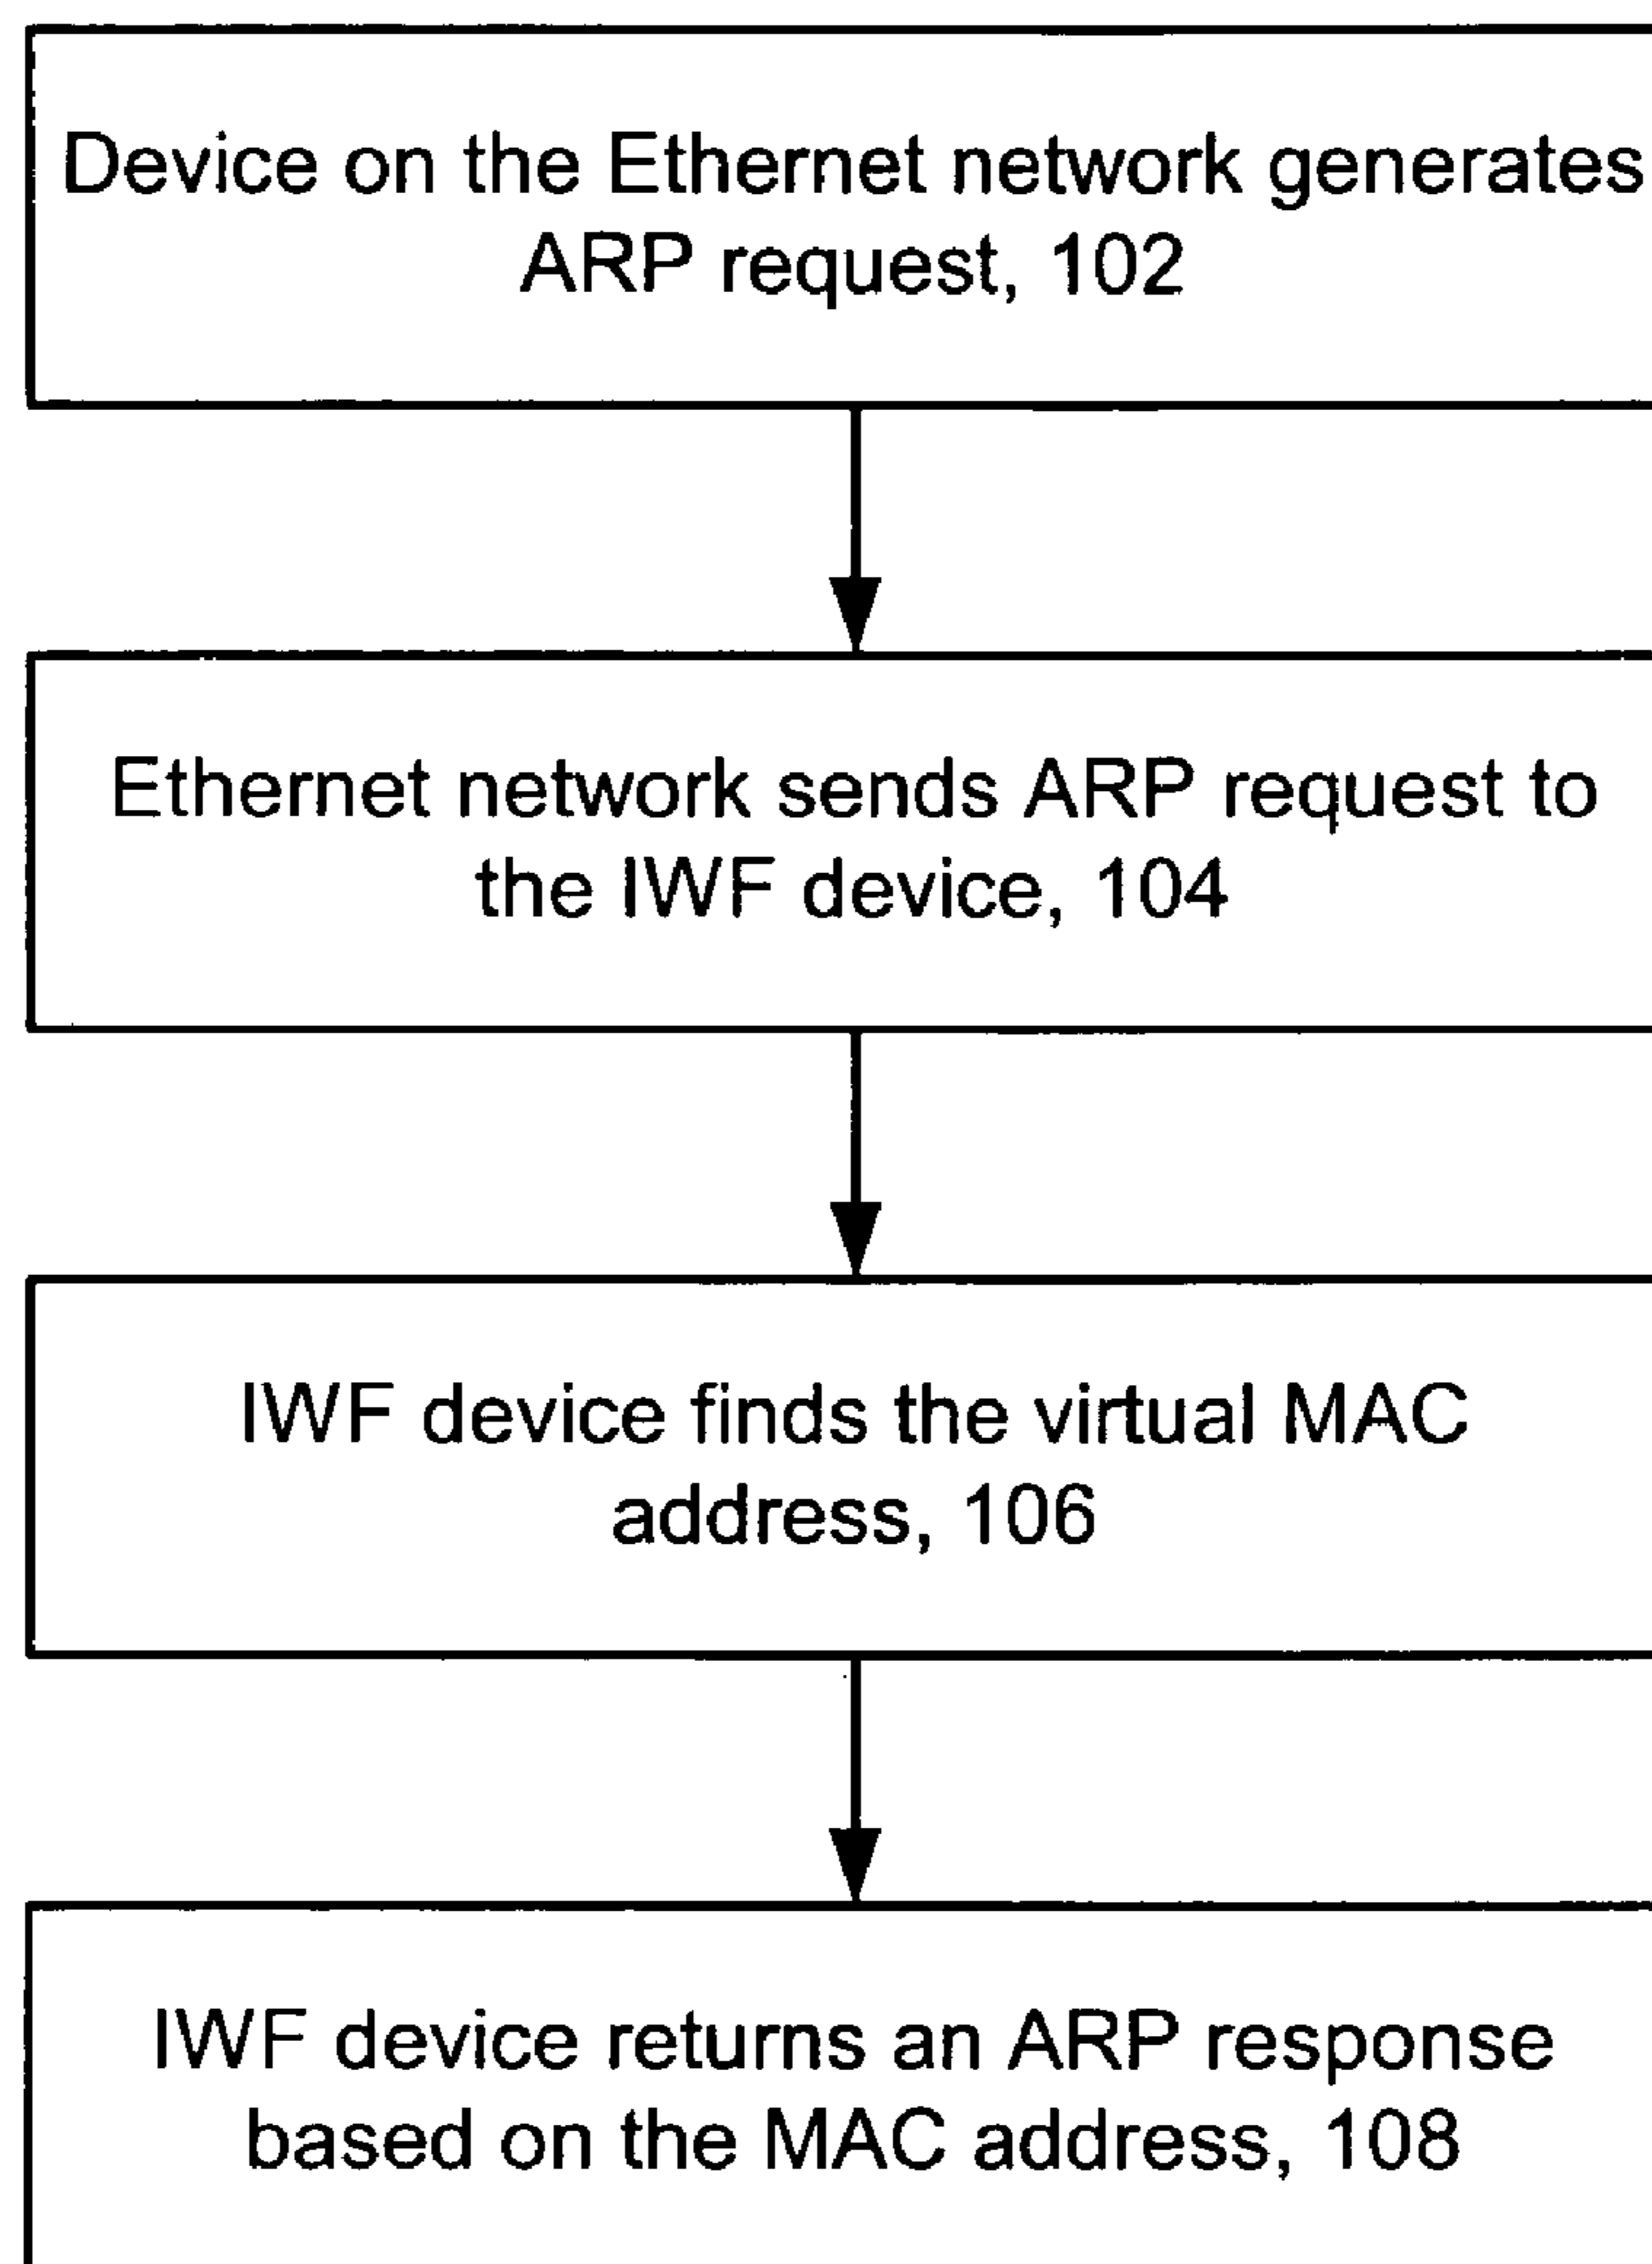 Device on the Ethernet network generates
ARP request, 102
Ethernet network sends ARP request to
the IWF device, 104
IWF device finds the virtual MAC
address, 106
IWF device returns an ARP response
based on the MAC address, 108